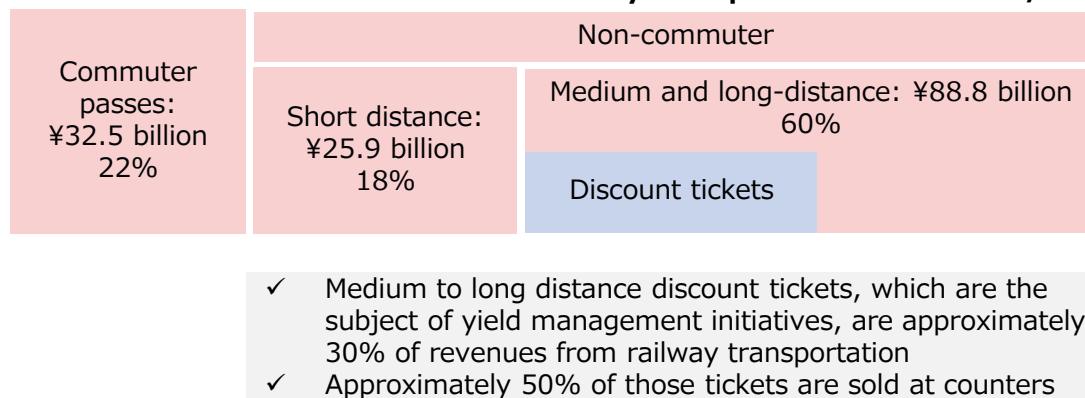 Commuter
passes:
¥32.5 billion
22%
Non-commuter
Short distance:
¥25.9 billion
18%
Medium and long-distance: ¥88.8 billion
60%
Discount tickets
✓ Medium to long distance discount tickets, which are the
subject of yield management initiatives, are approximately
30% of revenues from railway transportation
✓ Approximately 50% of those tickets are sold at counters